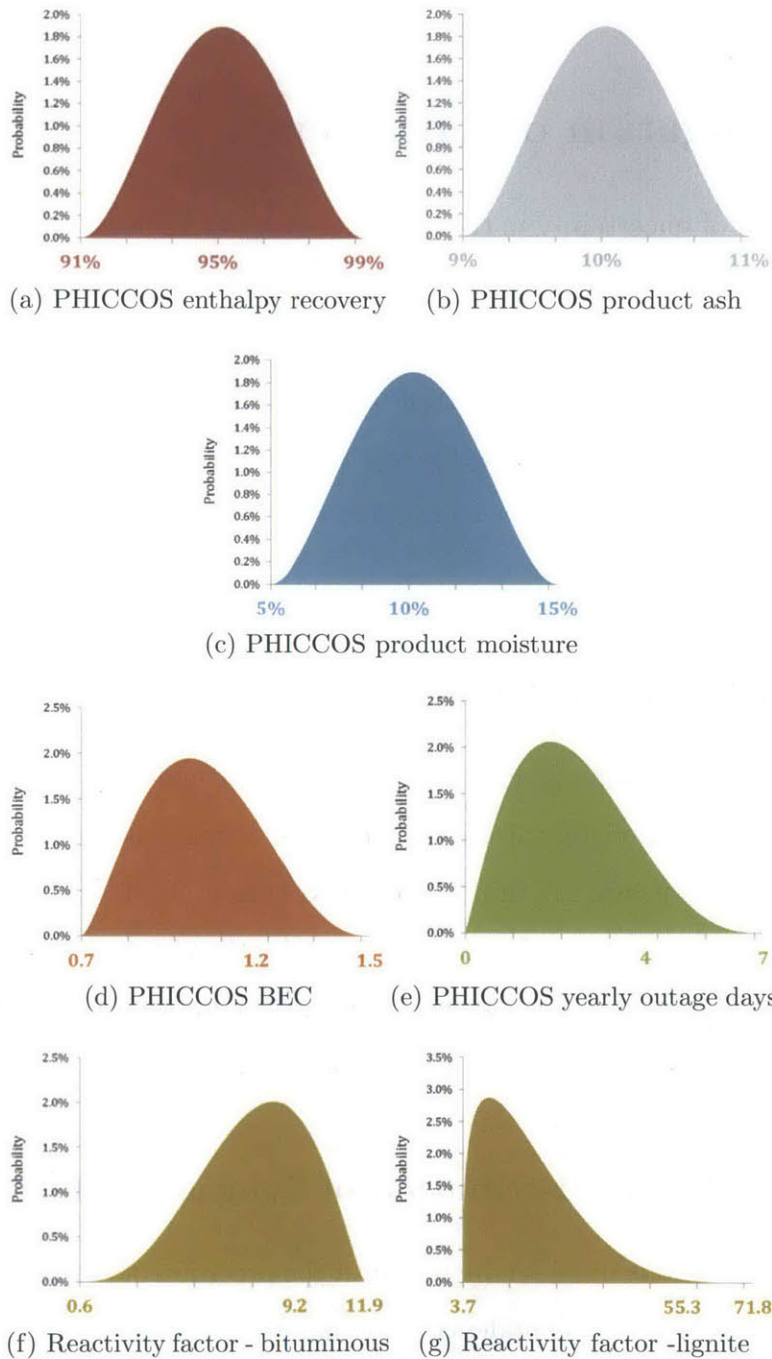 2.0%
1.8%
1.6%
1.4%
1.2%
1.0%
0.8%
0.6%
0.4%
0.2%
0.0%
Probability
91% 95% 99%
(a) PHICCOS enthalpy recovery
2.0%
1.8%
1.6%
1.4%
1.2%
1.0%
0.8%
0.6%
0.4%
0.2%
0.0%
Probability
9% 10% 11%
(b) PHICCOS product ash
2.0%
1.8%
1.6%
1.4%
1.2%
1.0%
0.8%
0.6%
0.4%
0.2%
0.0%
Probability
5% 10% 15%
(c) PHICCOS product moisture
2.5%
2.0%
1.5%
1.0%
0.5%
0.0%
Probability
0.7 1.2 1.5
(d) PHICCOS BEC
2.5%
2.0%
1.5%
1.0%
0.5%
0.0%
Probability
0 4 7
(e) PHICCOS yearly outage days
2.5%
2.0%
1.5%
1.0%
0.5%
0.0%
Probability
0.6 9.2 11.9
(f) Reactivity factor - bituminous
3.5%
3.0%
2.5%
2.0%
1.5%
1.0%
0.5%
0.0%
Probability
3.7 55.3 71.8
(g) Reactivity factor -lignite